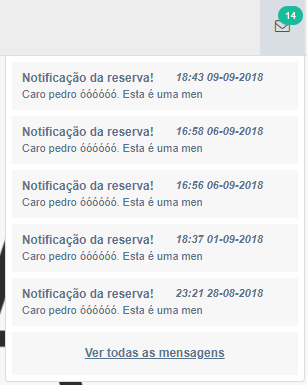 14
Notificação da reserva! 18:43 09-09-2018
Caro pedro óóóóóó. Esta é uma men
Notificação da reserva! 16:58 06-09-2018
Caro pedro óóóóóó. Esta é uma men
Notificação da reserva! 16:56 06-09-2018
Caro pedro óóóóóó. Esta é uma men
Notificação da reserva! 18:37 01-09-2018
Caro pedro óóóóóó. Esta é uma men
Notificação da reserva! 23:21 28-08-2018
Caro pedro óóóóóó. Esta é uma men
Ver todas as mensagens